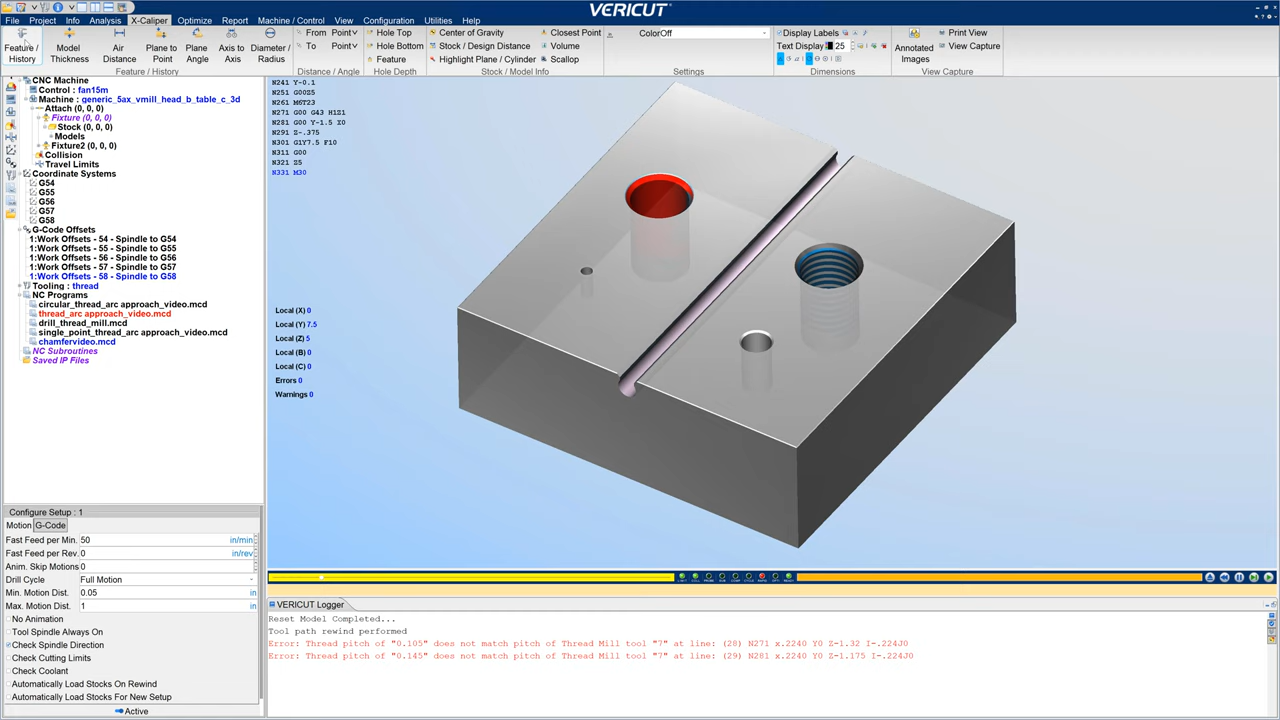 VERICUT
File Project Info Analysis X-Caliper Optimize Report Machine / Control View Configuration Utilities Help
Feature / History
Model Thickness
Air Distance
Plane to Point
Plane Angle
Axis to Axis
Diameter / Radius
Feature / History
From Point
To Point
Distance / Angle
Hole Top
Hole Bottom
Feature
Hole Depth
Center of Gravity
Stock / Design Distance
Highlight Plane / Cylinder
Closest Point
Volume
Scallop
Stock / Model Info
ColorOff
Settings
Display Labels
Text Display 25
Dimensions
Annotated Images
Print View
View Capture
View Capture
CNC Machine
Control : fan15m
Machine : generic_5ax_vmill_head_b_table_c_3d
Attach (0, 0, 0)
Fixture (0, 0, 0)
Stock (0, 0, 0)
Models
Fixture2 (0, 0, 0)
Collision
Travel Limits
Coordinate Systems
G54
G55
G56
G57
G58
G-Code Offsets
1:Work Offsets - 54 - Spindle to G54
1:Work Offsets - 55 - Spindle to G55
1:Work Offsets - 56 - Spindle to G56
1:Work Offsets - 57 - Spindle to G57
1:Work Offsets - 58 - Spindle to G58
Tooling : thread
NC Programs
circular_thread_arc approach_video.mcd
thread_arc approach_video.mcd
drill_thread_mill.mcd
single_point_thread_arc approach_video.mcd
chamfervideo.mcd
NC Subroutines
Saved IP Files
N241 Y-0.1
N251 G00Z5
N261 M6T23
N271 G00 G43 H1Z1
N281 G00 Y-1.5 X0
N291 Z-.375
N301 G1Y7.5 F10
N311 G00
N321 Z5
N331 M30
Local (X) 0
Local (Y) 7.5
Local (Z) 5
Local (B) 0
Local (C) 0
Errors 0
Warnings 0
Configure Setup : 1
Motion G-Code
Fast Feed per Min. 50 in/min
Fast Feed per Rev. 0 in/rev
Anim. Skip Motions 0
Drill Cycle Full Motion
Min. Motion Dist. 0.05 in
Max. Motion Dist. 1 in
No Animation
Tool Spindle Always On
Check Spindle Direction
Check Cutting Limits
Check Coolant
Automatically Load Stocks On Rewind
Automatically Load Stocks For New Setup
Active
VERICUT Logger
Reset Model Completed...
Tool path rewind performed
Error: Thread pitch of "0.105" does not match pitch of Thread Mill tool "7" at line: (28) N271 x.2240 Y0 Z-1.32 I-.224J0
Error: Thread pitch of "0.145" does not match pitch of Thread Mill tool "7" at line: (29) N281 x.2240 Y0 Z-1.175 I-.224J0